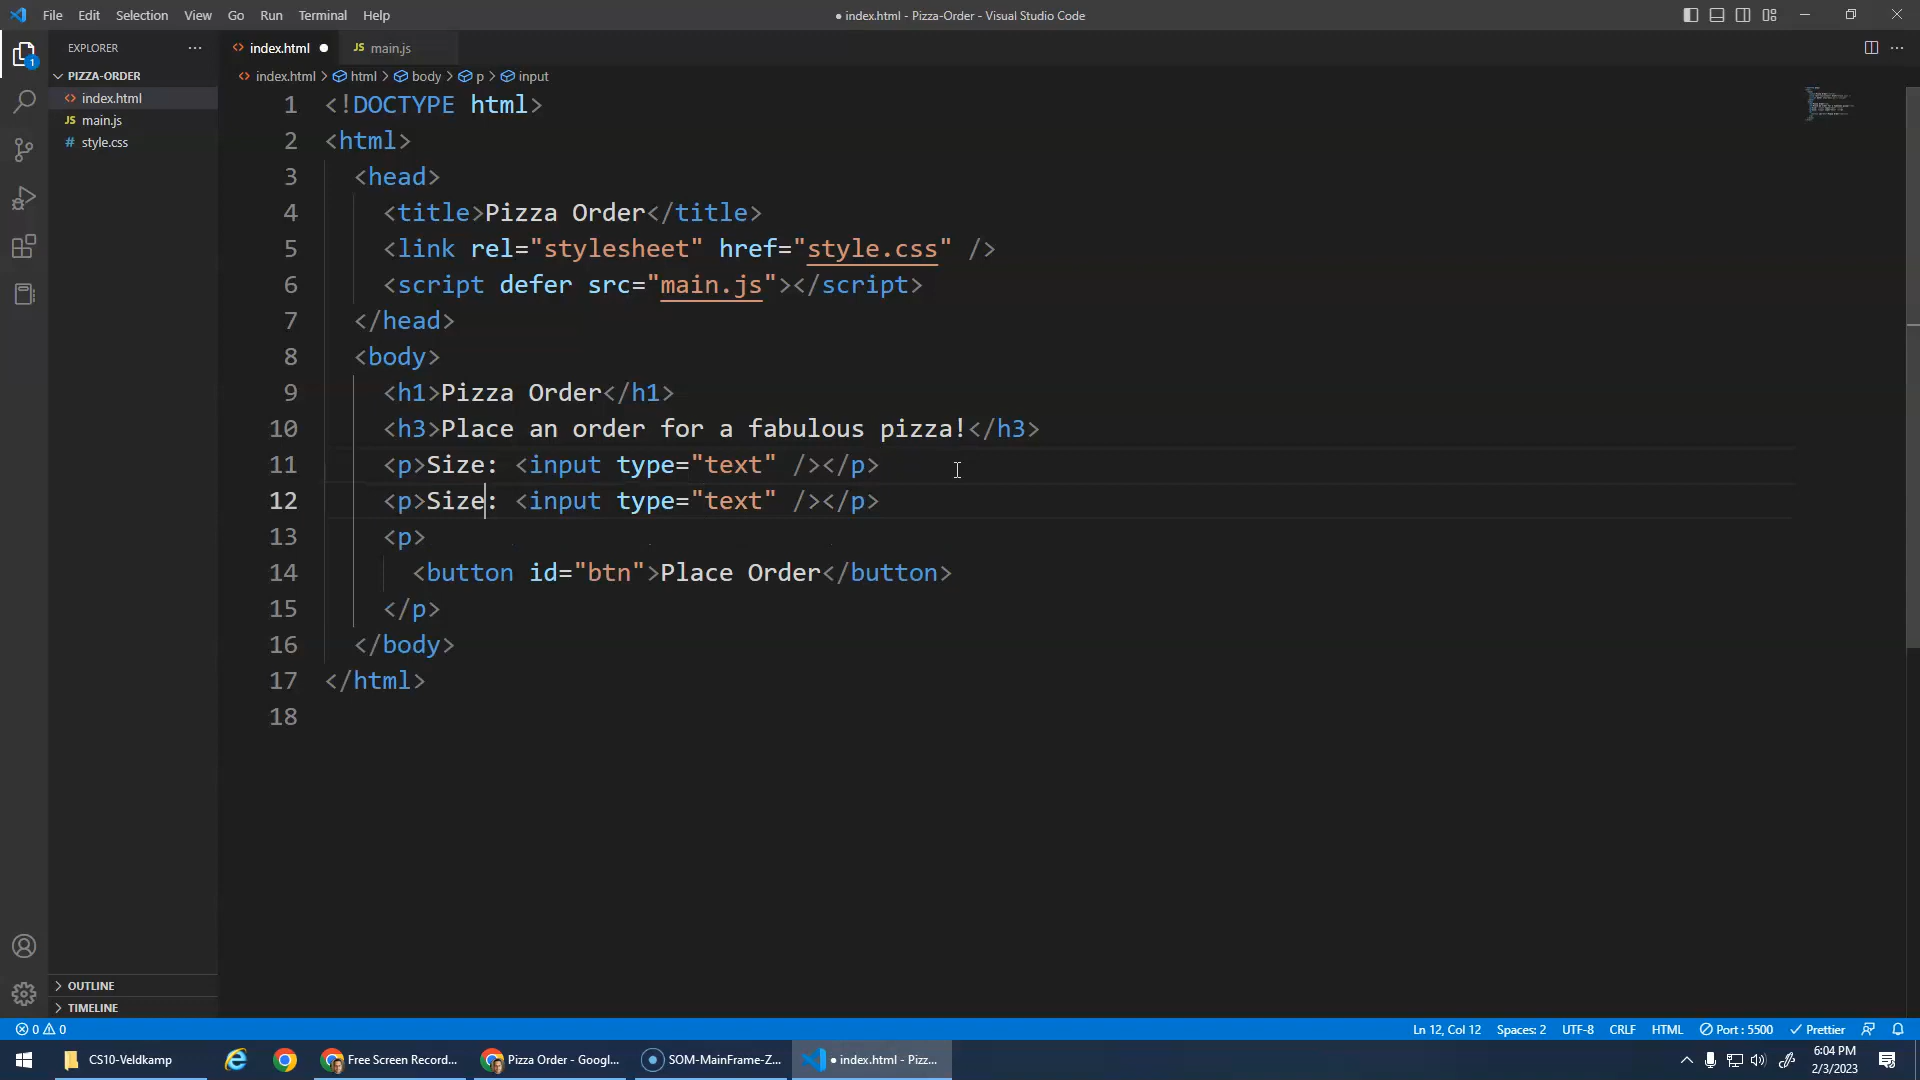 File Edit Selection View Go Run Terminal Help
● index.html - Pizza-Order - Visual Studio Code
EXPLORER
index.html
JS main.js
PIZZA-ORDER
index.html
JS main.js
# style.css
index.html > html > body > p > input
1 <!DOCTYPE html>
2 <html>
3 <head>
4 <title>Pizza Order</title>
5 <link rel="stylesheet" href="style.css" />
6 <script defer src="main.js"></script>
7 </head>
8 <body>
9 <h1>Pizza Order</h1>
10 <h3>Place an order for a fabulous pizza!</h3>
11 <p>Size: <input type="text" /></p>
12 <p>Size: <input type="text" /></p>
13 <p>
14 <button id="btn">Place Order</button>
15 </p>
16 </body>
17 </html>
18
OUTLINE
TIMELINE
0 0
Ln 12, Col 12 Spaces: 2 UTF-8 CRLF HTML Port : 5500 Prettier
CS10-Veldkamp
Free Screen Record...
Pizza Order - Googl...
SOM-MainFrame-Z...
● index.html - Pizz...
6:04 PM
2/3/2023